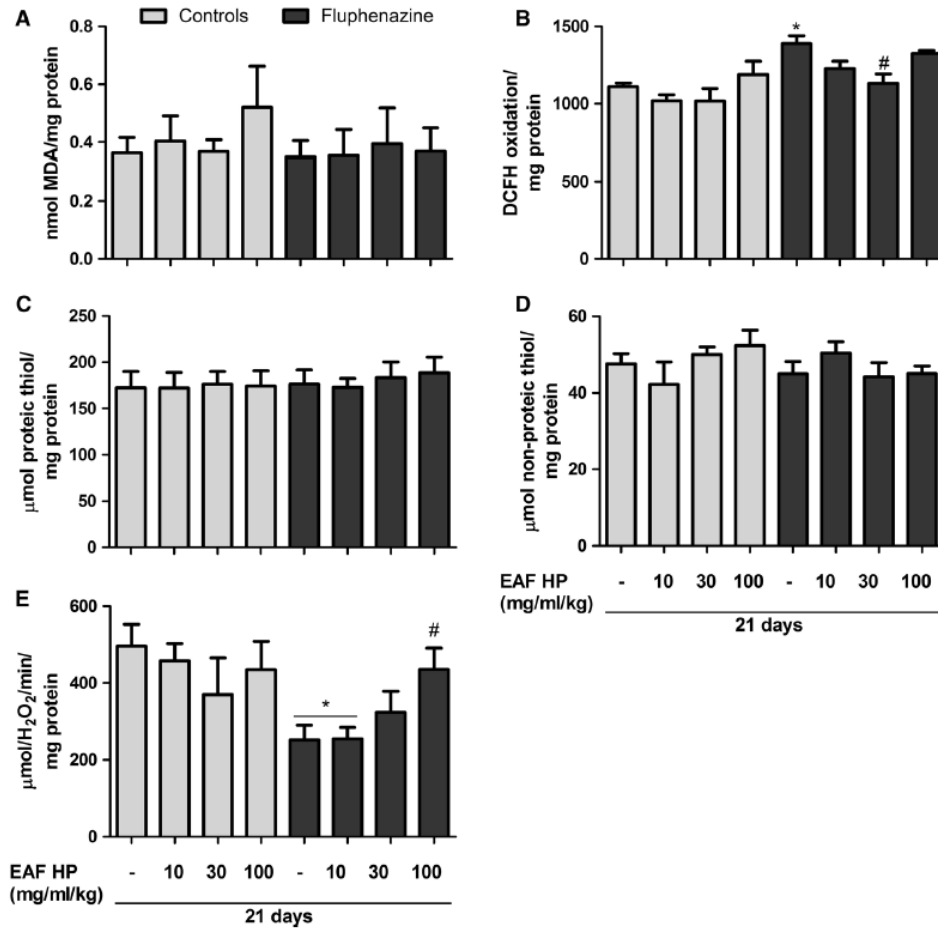 A
Controls
Fluphenazine
nmol MDA/mg protein
0.8
0.6
0.4
0.2
0.0
B
DCFH oxidation/
mg protein
1500
1000
500
0
*
#
C
μmol proteic thiol/
mg protein
250
200
150
100
50
0
D
μmol non-proteic thiol/
mg protein
60
40
20
0
EAF HP - 10 30 100 - 10 30 100
(mg/ml/kg)
21 days
E
μmol/H₂O₂/min/
mg protein
600
400
200
0
*
#
EAF HP - 10 30 100 - 10 30 100
(mg/ml/kg)
21 days